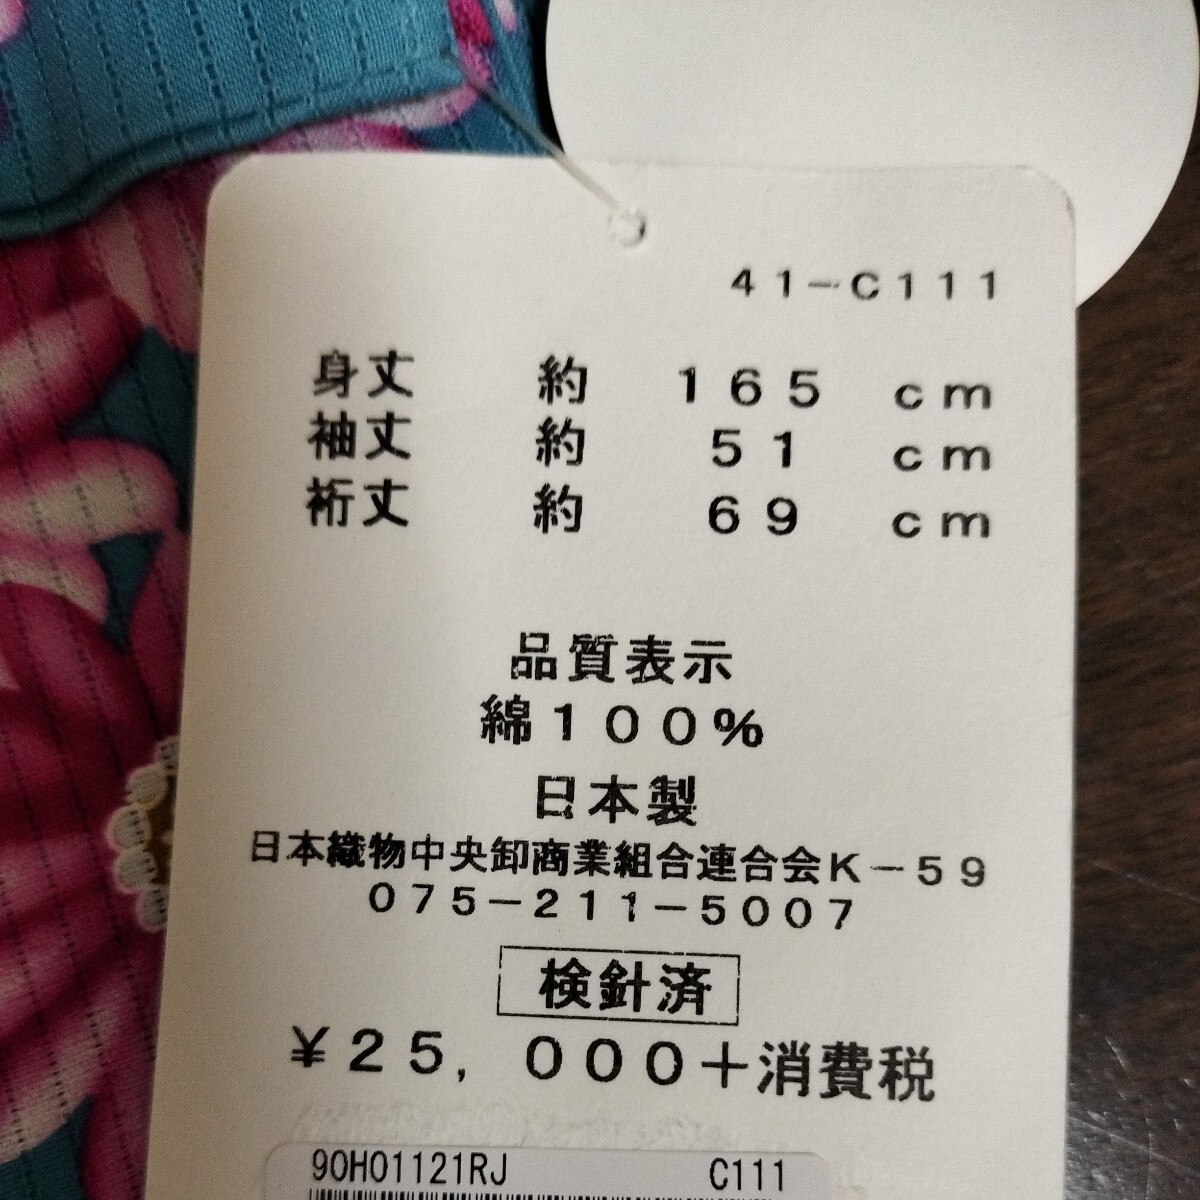 ４１－Ｃ１１１
身丈　約　１６５　ｃｍ
袖丈　約　５１　ｃｍ
裄丈　約　６９　ｃｍ
品質表示
綿１００％
日本製
日本織物中央卸商業組合連合会Ｋ－５９
０７５－２１１－５００７
検針済
￥２５，０００＋消費税
90H01121RJ　C111